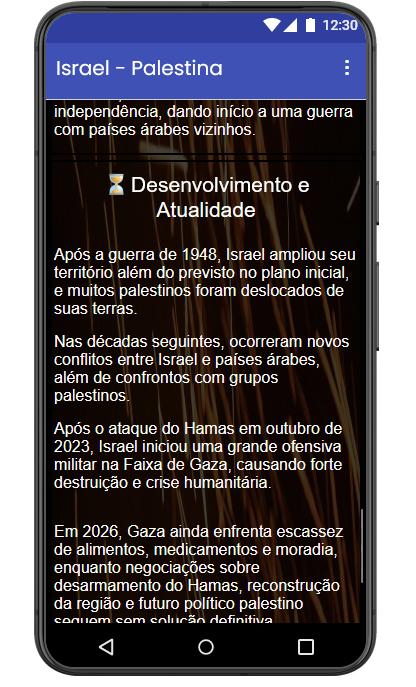 12:30
Israel - Palestina
independência, dando início a uma guerra
com países árabes vizinhos.
⏳ Desenvolvimento e
Atualidade
Após a guerra de 1948, Israel ampliou seu
território além do previsto no plano inicial,
e muitos palestinos foram deslocados de
suas terras.
Nas décadas seguintes, ocorreram novos
conflitos entre Israel e países árabes,
além de confrontos com grupos
palestinos.
Após o ataque do Hamas em outubro de
2023, Israel iniciou uma grande ofensiva
militar na Faixa de Gaza, causando forte
destruição e crise humanitária.
Em 2026, Gaza ainda enfrenta escassez
de alimentos, medicamentos e moradia,
enquanto negociações sobre
desarmamento do Hamas, reconstrução
da região e futuro político palestino
seguem sem solução definitiva.